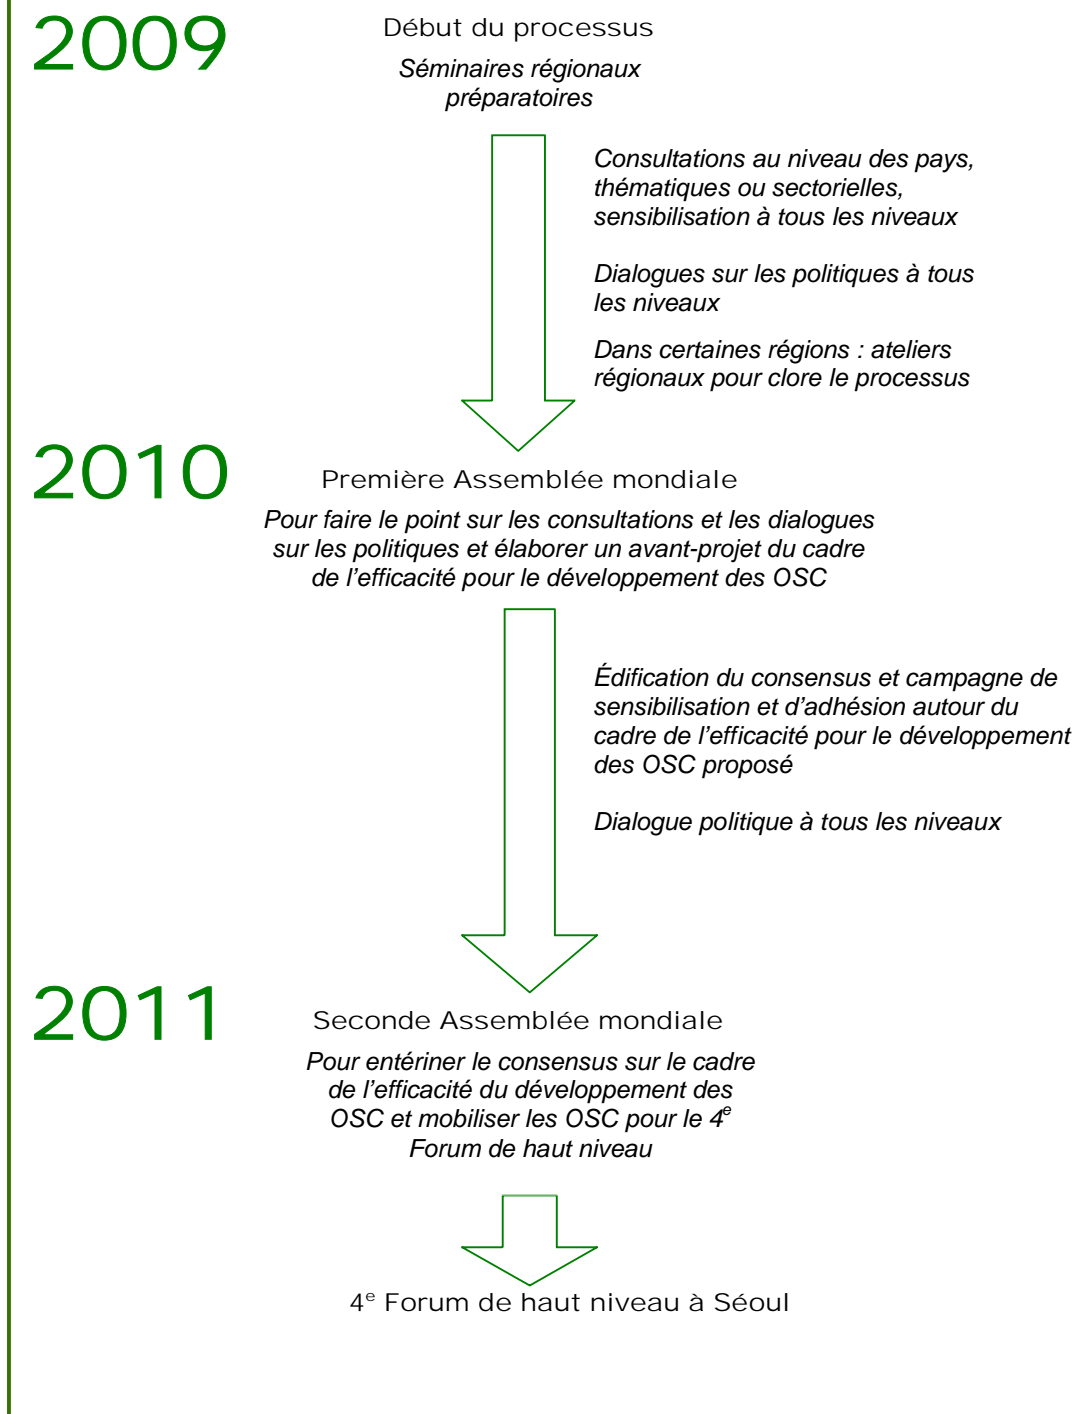 2009
Début du processus
Séminaires régionaux
préparatoires
Consultations au niveau des pays,
thématiques ou sectorielles,
sensibilisation à tous les niveaux
Dialogues sur les politiques à tous
les niveaux
Dans certaines régions : ateliers
régionaux pour clore le processus
2010
Première Assemblée mondiale
Pour faire le point sur les consultations et les dialogues
sur les politiques et élaborer un avant-projet du cadre
de l’efficacité pour le développement des OSC
Édification du consensus et campagne de
sensibilisation et d’adhésion autour du
cadre de l’efficacité pour le développement
des OSC proposé
Dialogue politique à tous les niveaux
2011
Seconde Assemblée mondiale
Pour entériner le consensus sur le cadre
de l’efficacité du développement des
OSC et mobiliser les OSC pour le 4e
Forum de haut niveau
4e Forum de haut niveau à Séoul